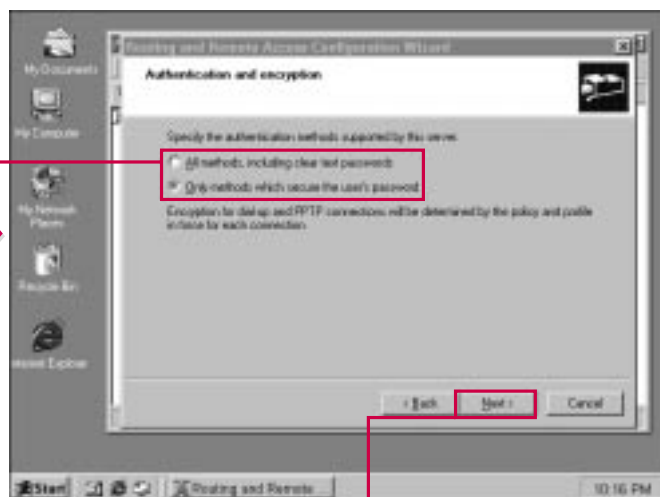 Routing and Remote Access Configuration Wizard
Authentication and encryption
Specify the authentication methods supported by this server.
All methods, including clear text passwords
Only methods which secure the user's password
Encryption for dial-up and PPTP connections will be determined by the policy and profile
in force for each connection.
< Back
Next >
Cancel
My Documents
My Computer
My Network
Places
Recycle Bin
Internet Explorer
Start
Routing and Remote
10:16 PM